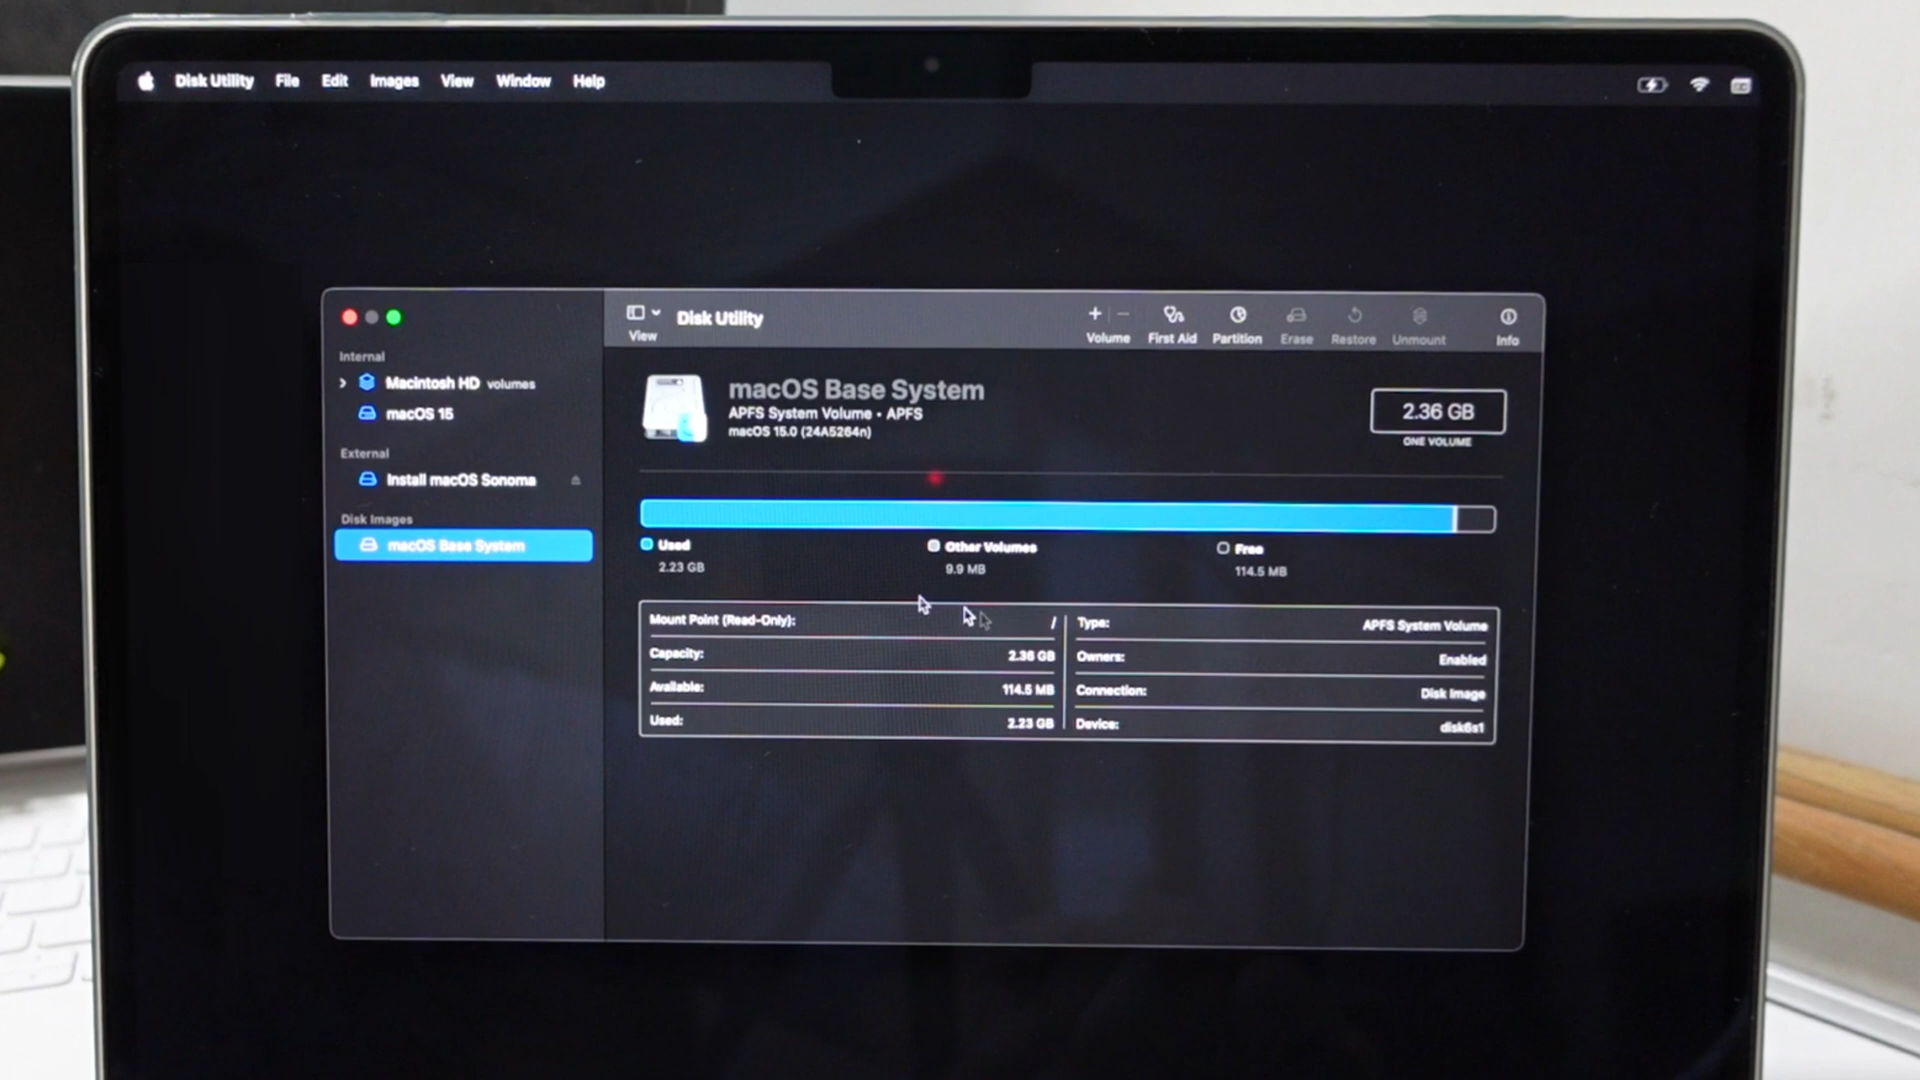 Disk Utility File Edit Images View Window Help
Disk Utility
View
Volume First Aid Partition Erase Restore Unmount Info
Internal
Macintosh HD volumes
macOS 15
External
Install macOS Sonoma
Disk Images
macOS Base System
macOS Base System
APFS System Volume • APFS
macOS 15.0 (24A5264n)
2.36 GB
ONE VOLUME
Used
2.23 GB
Other Volumes
9.9 MB
Free
114.5 MB
Mount Point (Read-Only): /
Capacity: 2.36 GB
Available: 114.5 MB
Used: 2.23 GB
Type: APFS System Volume
Owners: Enabled
Connection: Disk Image
Device: disk6s1